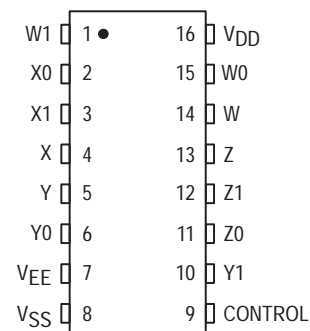 W1 1 16 VDD
X0 2 15 W0
X1 3 14 W
X 4 13 Z
Y 5 12 Z1
Y0 6 11 Z0
VEE 7 10 Y1
VSS 8 9 CONTROL